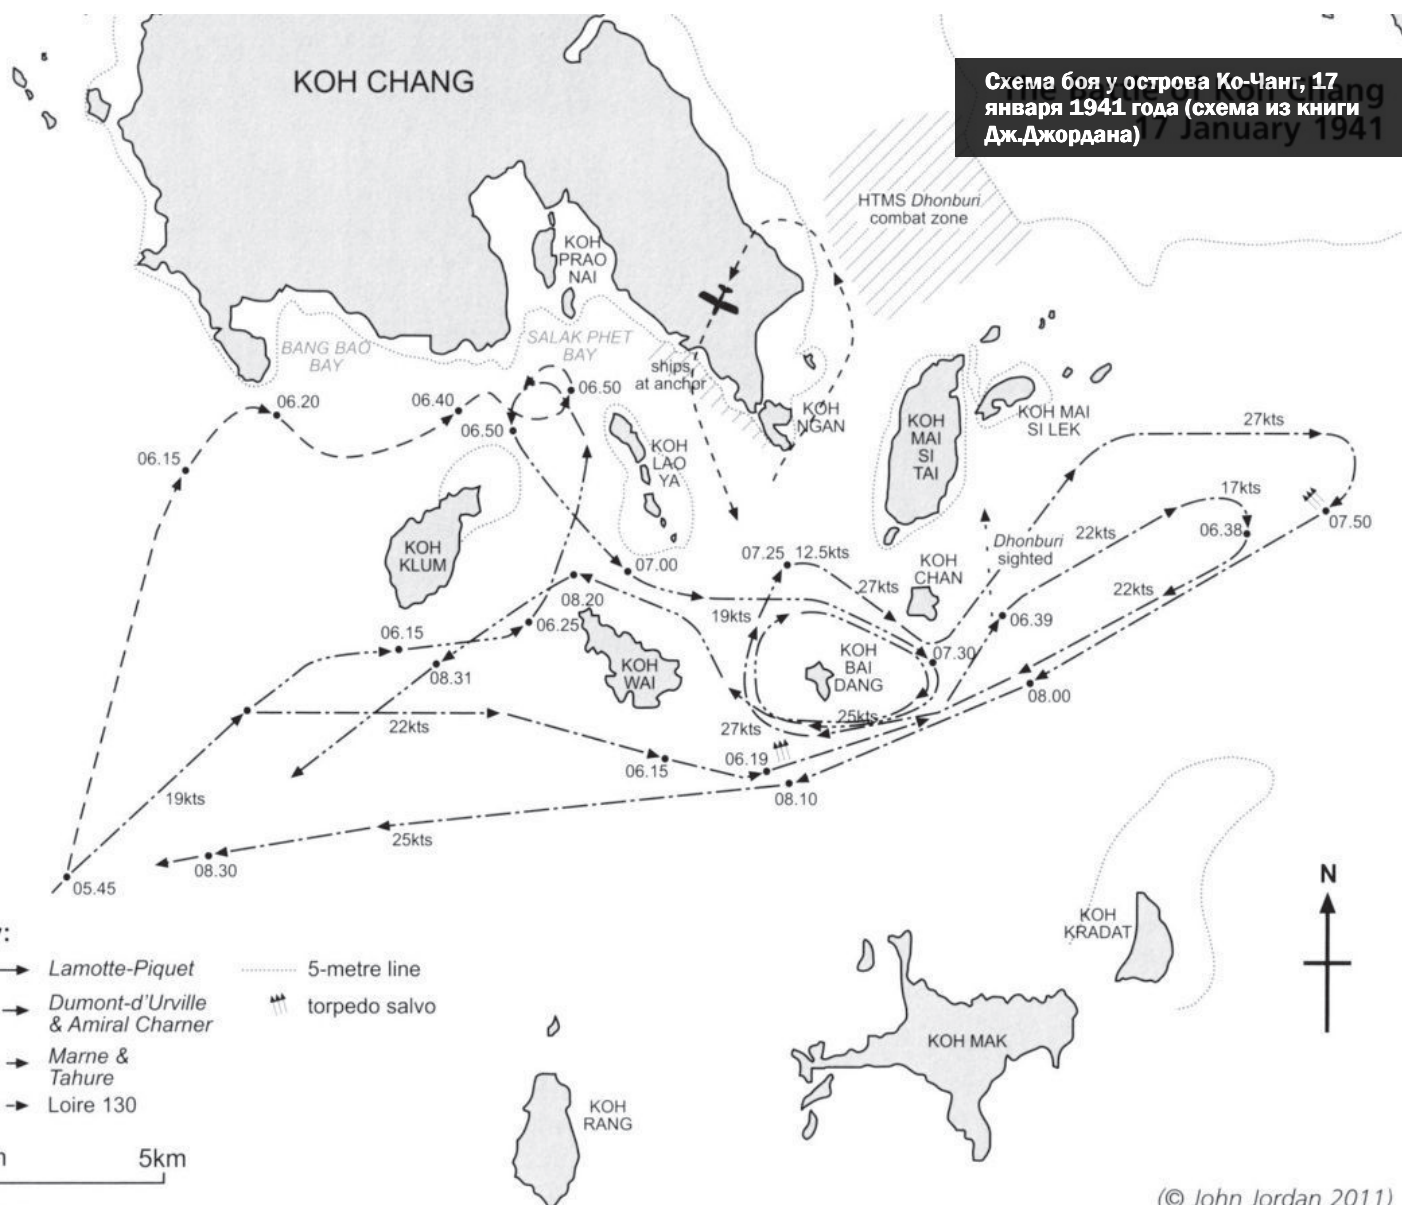 KOH CHANG
Схема боя у острова Ко-Чанг, 17
января 1941 года (схема из книги
Дж.Джордана)
17 January 1941
HTMS Dhonburi
combat zone
KOH
PRAO
NAI
BANG BAO
BAY
SALAK PHET
BAY
ships
at anchor
06.20
06.40
06.50
06.50
06.15
KOH
NGAN
KOH
LAO
YA
KOH
MAI
SI
TAI
KOH MAI
SI LEK
27kts
17kts
06.38
07.50
22kts
Dhonburi
sighted
KOH
KLUM
07.00
07.25
12.5kts
27kts
KOH
CHAN
22kts
08.20
06.25
06.15
19kts
06.39
08.31
KOH
WAI
KOH
BAI
DANG
07.30
08.00
22kts
27kts
25kts
06.15
06.19
08.10
19kts
25kts
08.30
05.45
N
KOH
KRADAT
KOH MAK
KOH
RANG
Lamotte-Piquet
Dumont-d'Urville
& Amiral Charner
Marne &
Tahure
Loire 130
5-metre line
torpedo salvo
5km
(© John Jordan 2011)